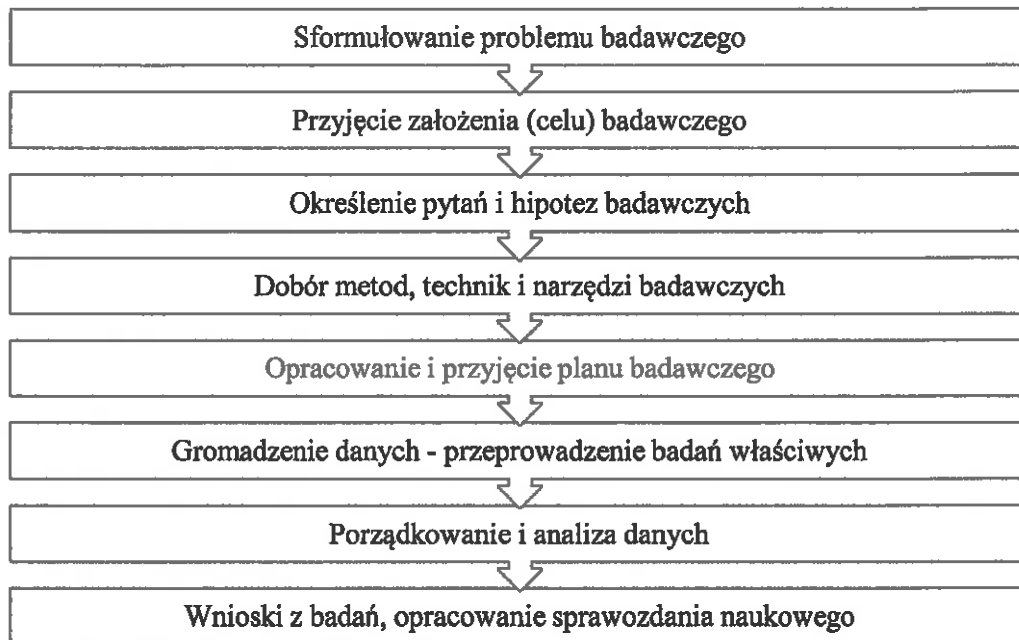 Sformułowanie problemu badawczego
Przyjęcie założenia (celu) badawczego
Określenie pytań i hipotez badawczych
Dobór metod, technik i narzędzi badawczych
Opracowanie i przyjęcie planu badawczego
Gromadzenie danych - przeprowadzenie badań właściwych
Porządkowanie i analiza danych
Wnioski z badań, opracowanie sprawozdania naukowego